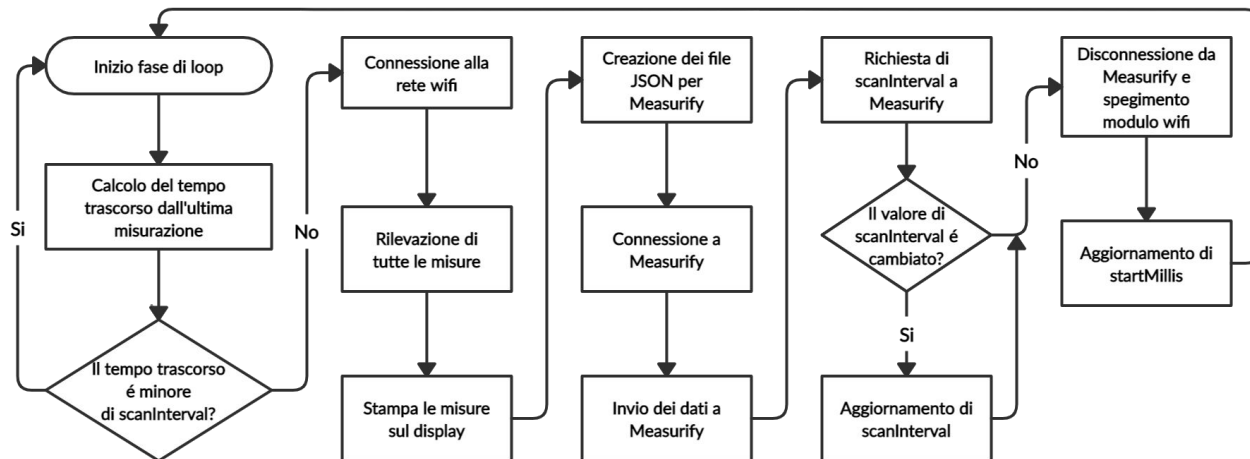 Inizio fase di loop
Calcolo del tempo
trascorso dall'ultima
misurazione
Il tempo trascorso
é minore
di scanInterval?
Si
No
Connessione alla
rete wifi
Rilevazione di
tutte le misure
Stampa le misure
sul display
Creazione dei file
JSON per
Measurify
Connessione a
Measurify
Invio dei dati a
Measurify
Richiesta di
scanInterval a
Measurify
Il valore di
scanInterval é
cambiato?
Si
Aggiornamento di
scanInterval
No
Disconnessione da
Measurify e
spegimento
modulo wifi
Aggiornamento di
startMillis